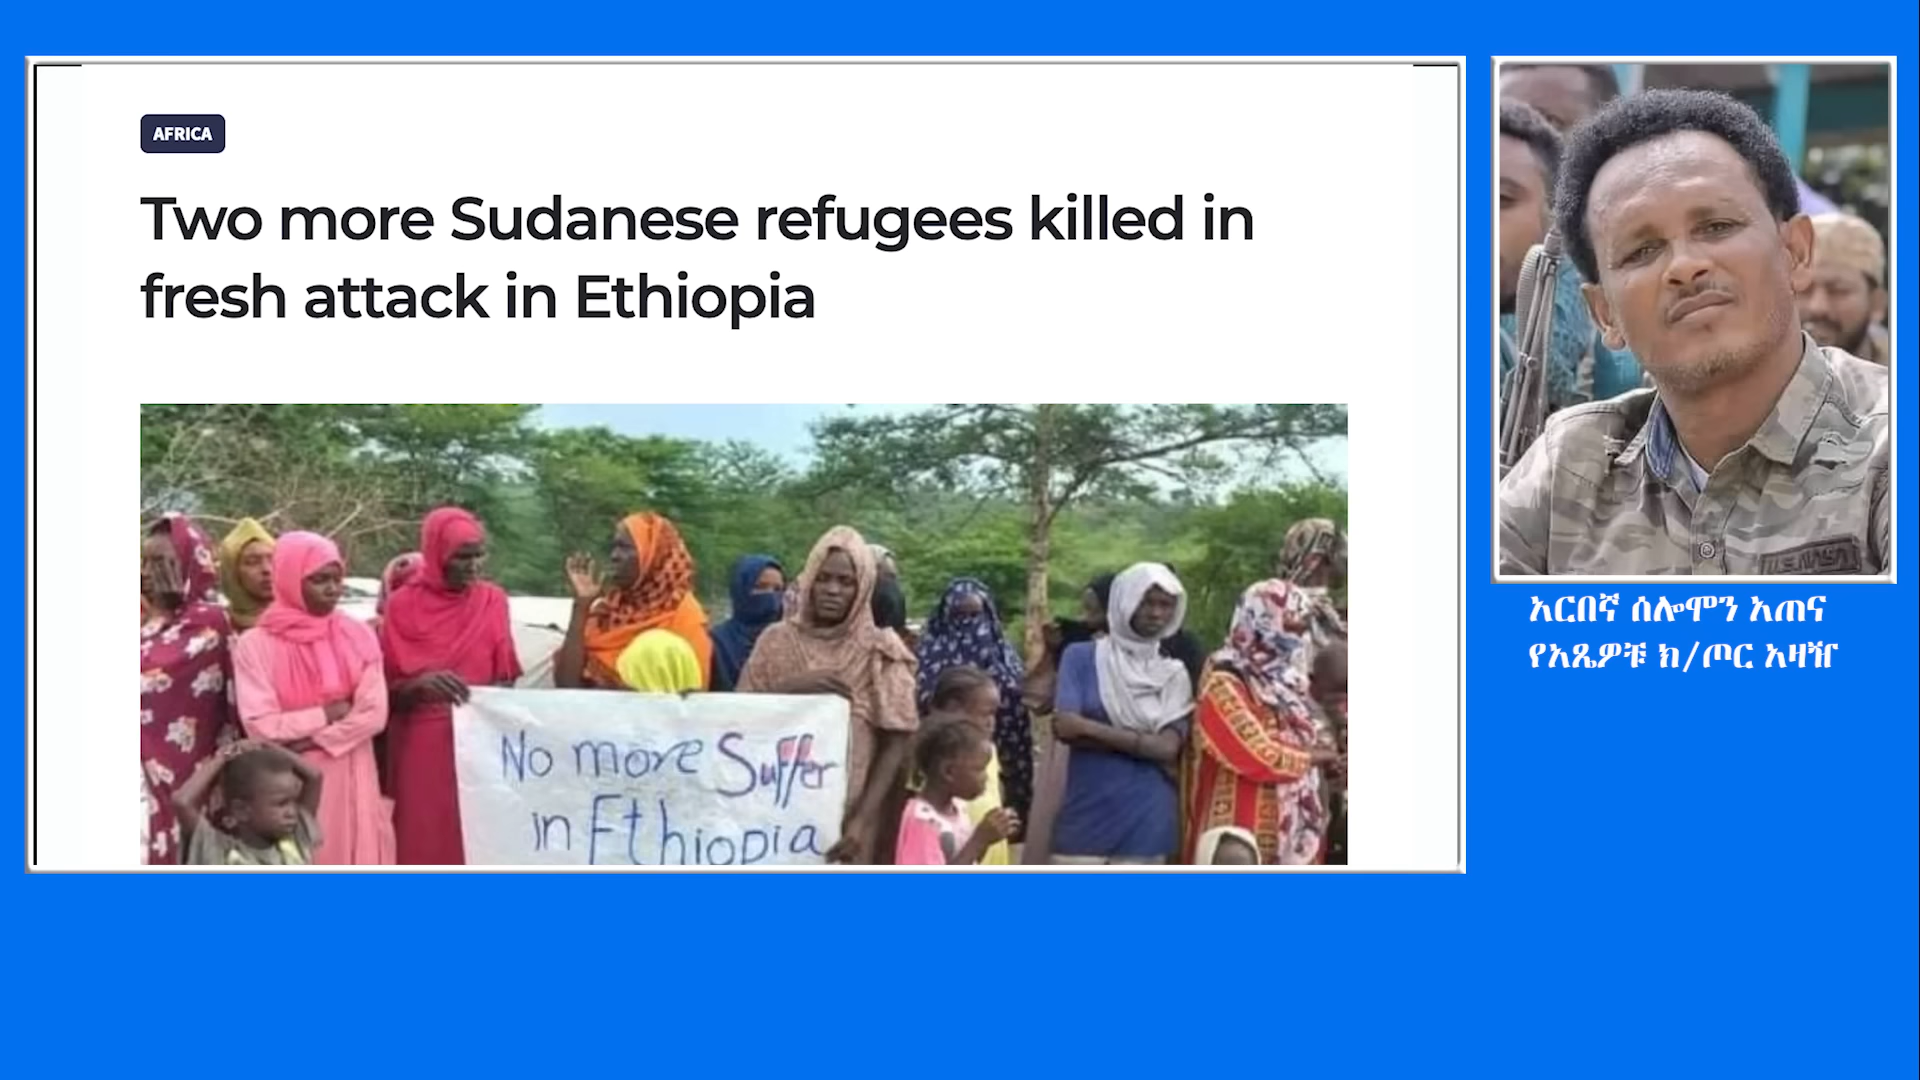 AFRICA
Two more Sudanese refugees killed in
fresh attack in Ethiopia
No more Suffer
in Ethiopia
አርበኛ ሰሎሞን አጠና
የአጼዎቹ ክ/ጦር አዛዥ